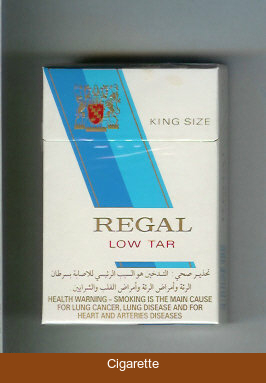 KING SIZE
REGAL
LOW TAR
تحذير صحي: التدخين هو السبب الرئيسي للاصابة بسرطان
الرئة وأمراض الرئة وأمراض القلب والشرايين
HEALTH WARNING - SMOKING IS THE MAIN CAUSE
FOR LUNG CANCER, LUNG DISEASE AND FOR
HEART AND ARTERIES DISEASES
Cigarette